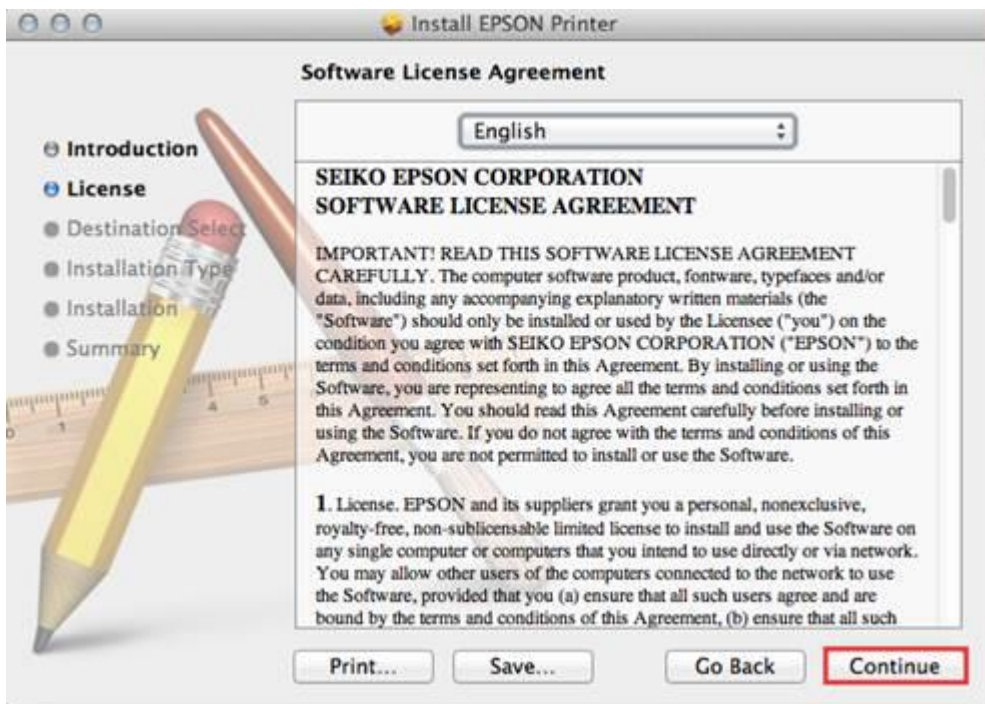 Install EPSON Printer
Software License Agreement
Introduction
License
Destination Select
Installation Type
Installation
Summary
English
SEIKO EPSON CORPORATION
SOFTWARE LICENSE AGREEMENT
IMPORTANT! READ THIS SOFTWARE LICENSE AGREEMENT
CAREFULLY. The computer software product, fontware, typefaces and/or
data, including any accompanying explanatory written materials (the
"Software") should only be installed or used by the Licensee ("you") on the
condition you agree with SEIKO EPSON CORPORATION ("EPSON") to the
terms and conditions set forth in this Agreement. By installing or using the
Software, you are representing to agree all the terms and conditions set forth in
this Agreement. You should read this Agreement carefully before installing or
using the Software. If you do not agree with the terms and conditions of this
Agreement, you are not permitted to install or use the Software.
1. License. EPSON and its suppliers grant you a personal, nonexclusive,
royalty-free, non-sublicensable limited license to install and use the Software on
any single computer or computers that you intend to use directly or via network.
You may allow other users of the computers connected to the network to use
the Software, provided that you (a) ensure that all such users agree and are
bound by the terms and conditions of this Agreement, (b) ensure that all such
Print...
Save...
Go Back
Continue
1
4
5